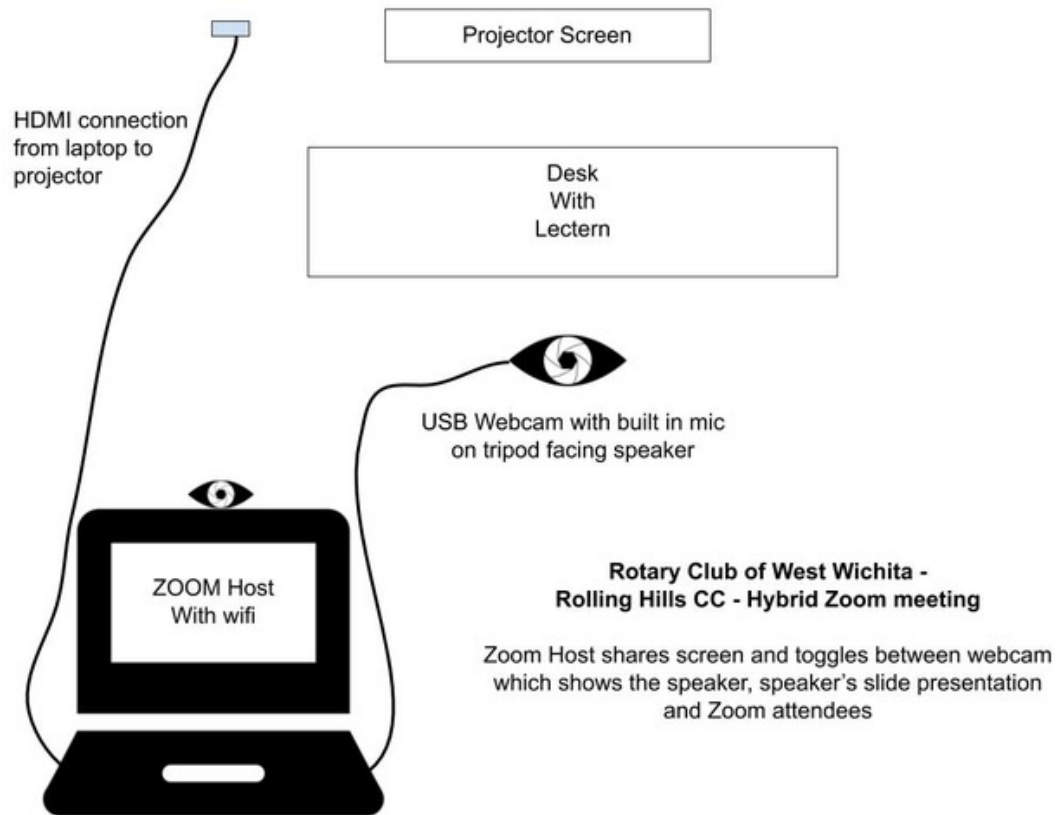 Projector Screen
HDMI connection
from laptop to
projector
Desk
With
Lectern
USB Webcam with built in mic
on tripod facing speaker
ZOOM Host
With wifi
Rotary Club of West Wichita -
Rolling Hills CC - Hybrid Zoom meeting
Zoom Host shares screen and toggles between webcam
which shows the speaker, speaker’s slide presentation
and Zoom attendees